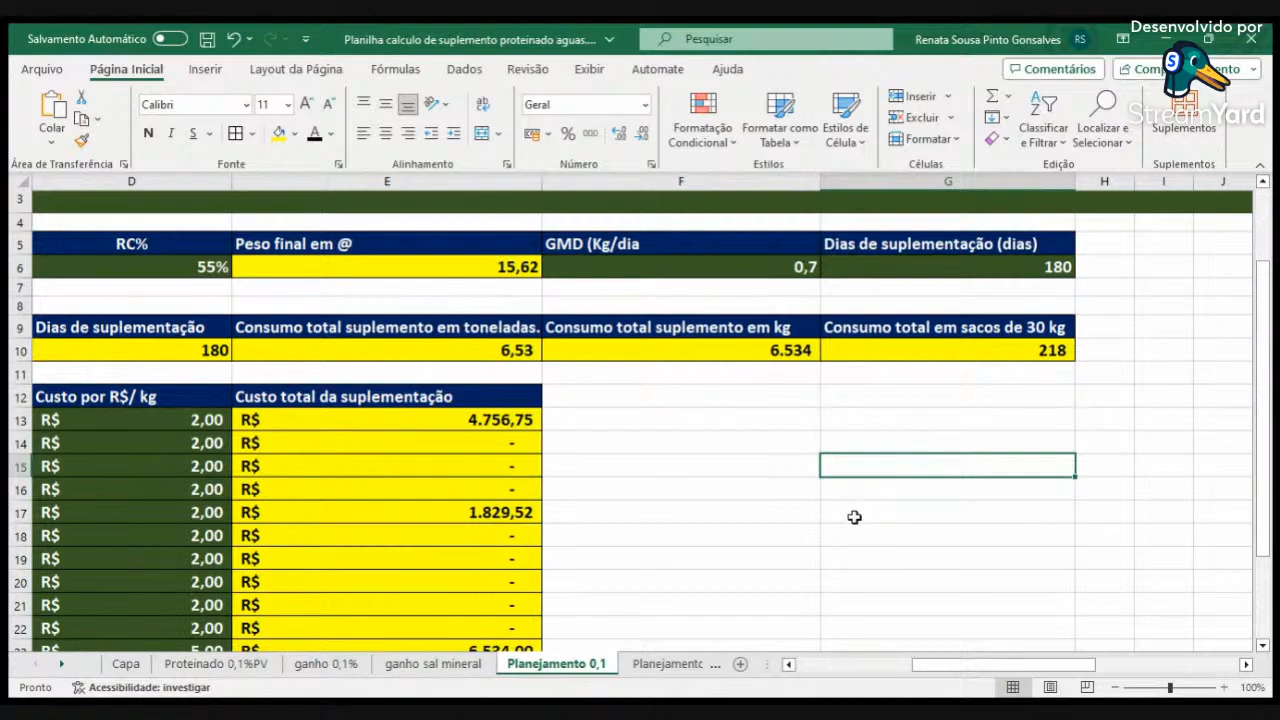 Desenvolvido por
StreamYard
Salvamento Automático
Planilha calculo de suplemento proteinado aguas....
Pesquisar
Renata Sousa Pinto Gonsalves
RS
Arquivo
Página Inicial
Inserir
Layout da Página
Fórmulas
Dados
Revisão
Exibir
Automate
Ajuda
Comentários
Colar
Calibri
11
N I S
Geral
Formatação Condicional
Formatar como Tabela
Estilos de Célula
Inserir
Excluir
Formatar
Classificar e Filtrar
Localizar e Selecionar
Suplementos
Área de Transferência
Fonte
Alinhamento
Número
Estilos
Células
Edição
Suplementos
D E F G H I J
3
4
5 RC% Peso final em @ GMD (Kg/dia Dias de suplementação (dias)
6 55% 15,62 0,7 180
7
8
9 Dias de suplementação Consumo total suplemento em toneladas. Consumo total suplemento em kg Consumo total em sacos de 30 kg
10 180 6,53 6.534 218
11
12 Custo por R$/ kg Custo total da suplementação
13 R$ 2,00 R$ 4.756,75
14 R$ 2,00 R$ -
15 R$ 2,00 R$ -
16 R$ 2,00 R$ -
17 R$ 2,00 R$ 1.829,52
18 R$ 2,00 R$ -
19 R$ 2,00 R$ -
20 R$ 2,00 R$ -
21 R$ 2,00 R$ -
22 R$ 2,00 R$ -
Capa
Proteinado 0,1%PV
ganho 0,1%
ganho sal mineral
Planejamento 0,1
Planejamento ...
Pronto
Acessibilidade: investigar
100%